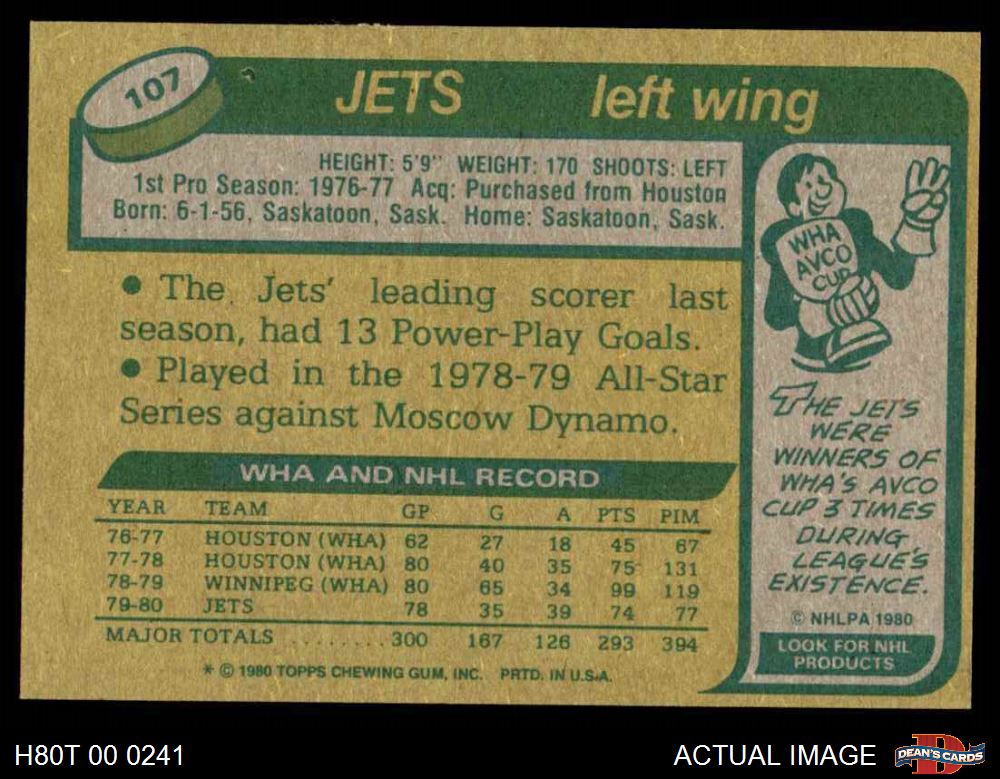 107
JETS left wing
HEIGHT: 5'9" WEIGHT: 170 SHOOTS: LEFT
1st Pro Season: 1976-77 Acq: Purchased from Houston
Born: 6-1-56, Saskatoon, Sask. Home: Saskatoon, Sask.
● The Jets' leading scorer last
season, had 13 Power-Play Goals.
● Played in the 1978-79 All-Star
Series against Moscow Dynamo.
WHA AND NHL RECORD
YEAR TEAM GP G A PTS PIM
76-77 HOUSTON (WHA) 62 27 18 45 67
77-78 HOUSTON (WHA) 80 40 35 75 131
78-79 WINNIPEG (WHA) 80 65 34 99 119
79-80 JETS 78 35 39 74 77
MAJOR TOTALS ........ 300 167 126 293 394
* © 1980 TOPPS CHEWING GUM, INC. PRTD. IN U.S.A.
WHA
AVCO
CUP
THE JETS
WERE
WINNERS OF
WHA'S AVCO
CUP 3 TIMES
DURING
LEAGUE'S
EXISTENCE.
© NHLPA 1980
LOOK FOR NHL
PRODUCTS
H80T 00 0241
ACTUAL IMAGE
D
DEAN'S CARDS